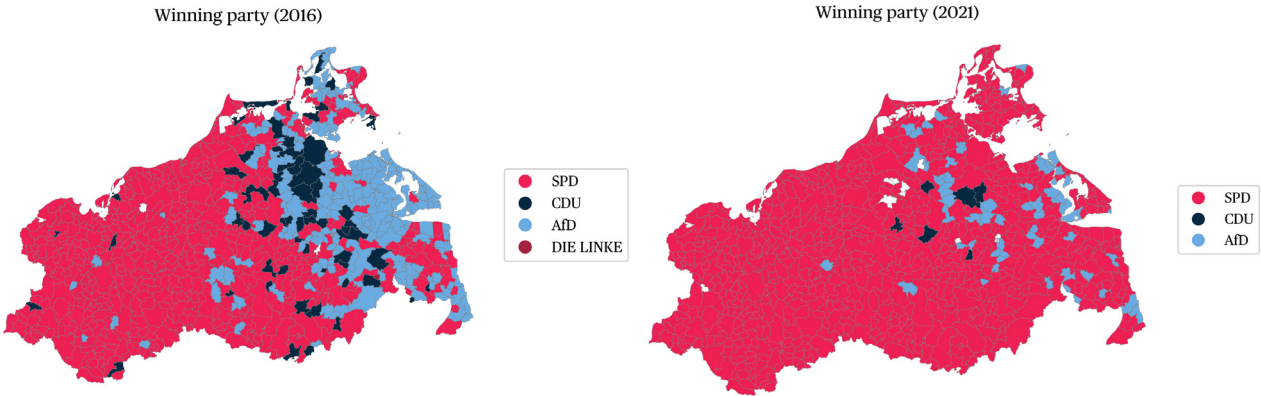 Winning party (2016)
SPD
CDU
AfD
DIE LINKE
Winning party (2021)
SPD
CDU
AfD